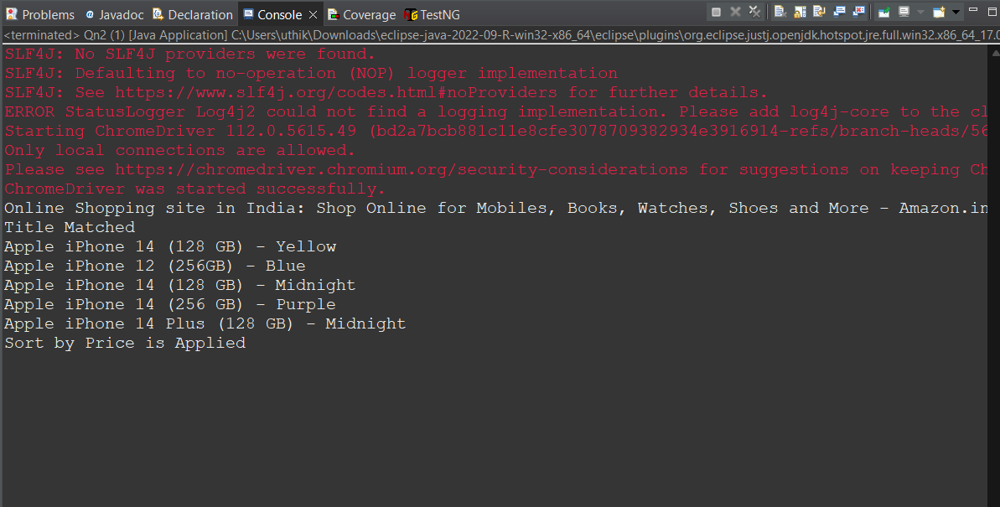 Problems Javadoc Declaration Console Coverage TestNG
<terminated> Qn2 (1) [Java Application] C:\Users\uthik\Downloads\eclipse-java-2022-09-R-win32-x86_64\eclipse\plugins\org.eclipse.justj.openjdk.hotspot.jre.full.win32.x86_64_17.0
SLF4J: No SLF4J providers were found.
SLF4J: Defaulting to no-operation (NOP) logger implementation
SLF4J: See https://www.slf4j.org/codes.html#noProviders for further details.
ERROR StatusLogger Log4j2 could not find a logging implementation. Please add log4j-core to the cl
Starting ChromeDriver 112.0.5615.49 (bd2a7bcb881c11e8cfe3078709382934e3916914-refs/branch-heads/56
Only local connections are allowed.
Please see https://chromedriver.chromium.org/security-considerations for suggestions on keeping Ch
ChromeDriver was started successfully.
Online Shopping site in India: Shop Online for Mobiles, Books, Watches, Shoes and More - Amazon.in
Title Matched
Apple iPhone 14 (128 GB) - Yellow
Apple iPhone 12 (256GB) - Blue
Apple iPhone 14 (128 GB) - Midnight
Apple iPhone 14 (256 GB) - Purple
Apple iPhone 14 Plus (128 GB) - Midnight
Sort by Price is Applied